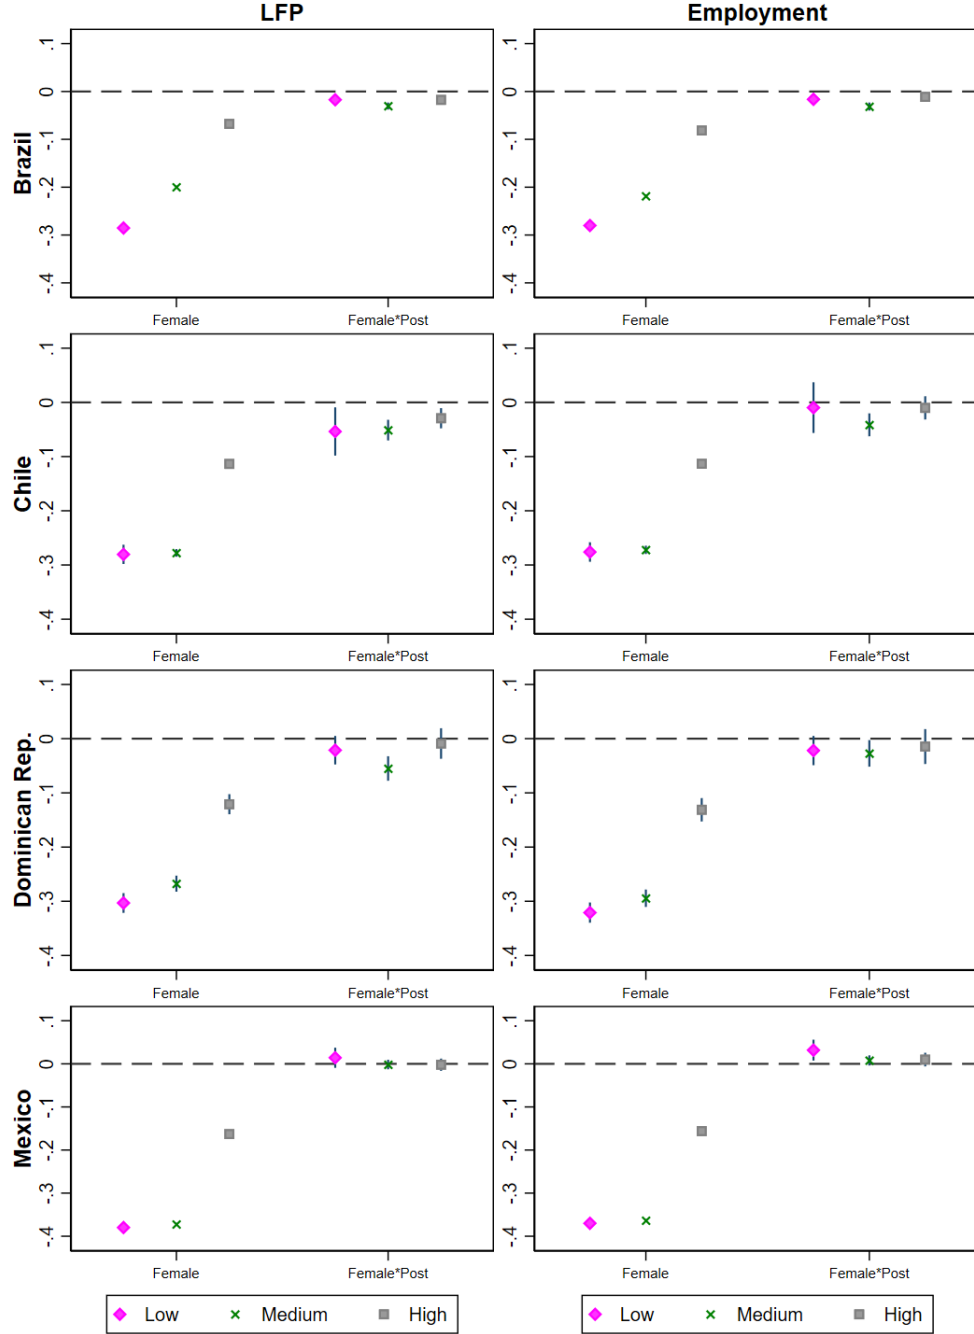 LFP Employment
Brazil
.1 0 -.1 -.2 -.3 -.4
.1 0 -.1 -.2 -.3 -.4
Female Female*Post Female Female*Post
Chile
.1 0 -.1 -.2 -.3 -.4
.1 0 -.1 -.2 -.3 -.4
Female Female*Post Female Female*Post
Dominican Rep.
.1 0 -.1 -.2 -.3 -.4
.1 0 -.1 -.2 -.3 -.4
Female Female*Post Female Female*Post
Mexico
.1 0 -.1 -.2 -.3 -.4
.1 0 -.1 -.2 -.3 -.4
Female Female*Post Female Female*Post
Low Medium High Low Medium High